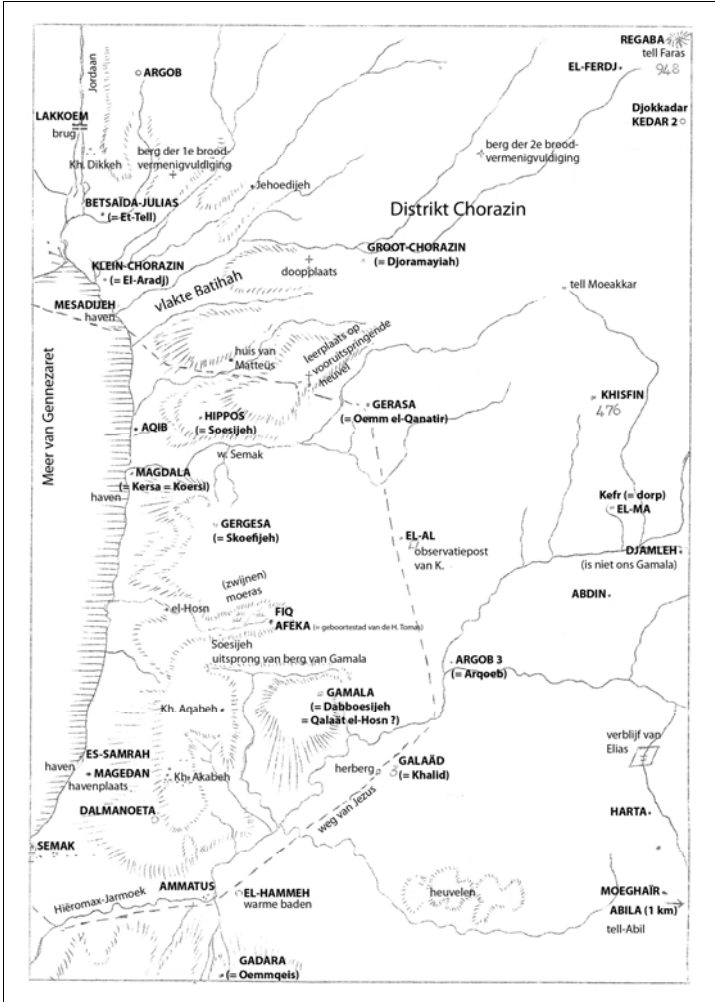 REGABA
tell Faras
948
EL-FERDJ
ARGOB
Jordaan
Djokkadar
KEDAR 2
LAKKOEM
brug
Kh. Dikkeh
berg der 1e brood-
vermenigvuldiging
berg der 2e brood-
vermenigvuldiging
Jehoedijeh
BETSAÏDA-JULIAS
(= Et-Tell)
Distrikt Chorazin
GROOT-CHORAZIN
(= Djoramayiah)
doopplaats
KLEIN-CHORAZIN
(= El-Aradj)
vlakte Batihah
MESADIJEH
haven
tell Moeakkar
leerplaats op
vooruitspringende
heuvel
huis van
Matteüs
KHISFIN
476
GERASA
(= Oemm el-Qanatir)
HIPPOS
(= Soesijeh)
AQIB
Meer van Gennezaret
w. Semak
MAGDALA
(= Kersa = Koersi)
haven
Kefr (= dorp)
EL-MA
GERGESA
(= Skoefijeh)
EL-AL
observatiepost
van K.
DJAMLEH
(is niet ons Gamala)
(zwijnen)
moeras
ABDIN
el-Hosn
FIQ
AFEKA (= geboortestad van de H. Tomas)
Soesijeh
uitsprong van berg van Gamala
ARGOB 3
(= Arqoeb)
GAMALA
(= Dabboesijeh
= Qalaät el-Hosn ?)
Kh. Aqabeh
verblijf van
Elias
ES-SAMRAH
haven
MAGEDAN
havenplaats
Kh. Akabeh
herberg
GALAÄD
(= Khalid)
weg van Jezus
DALMANOETA
HARTA
SEMAK
Hiëromax-Jarmoek
AMMATUS
EL-HAMMEH
warme baden
heuvelen
MOEGHAÏR
ABILA (1 km)
tell-Abil
GADARA
(= Oemmqeis)